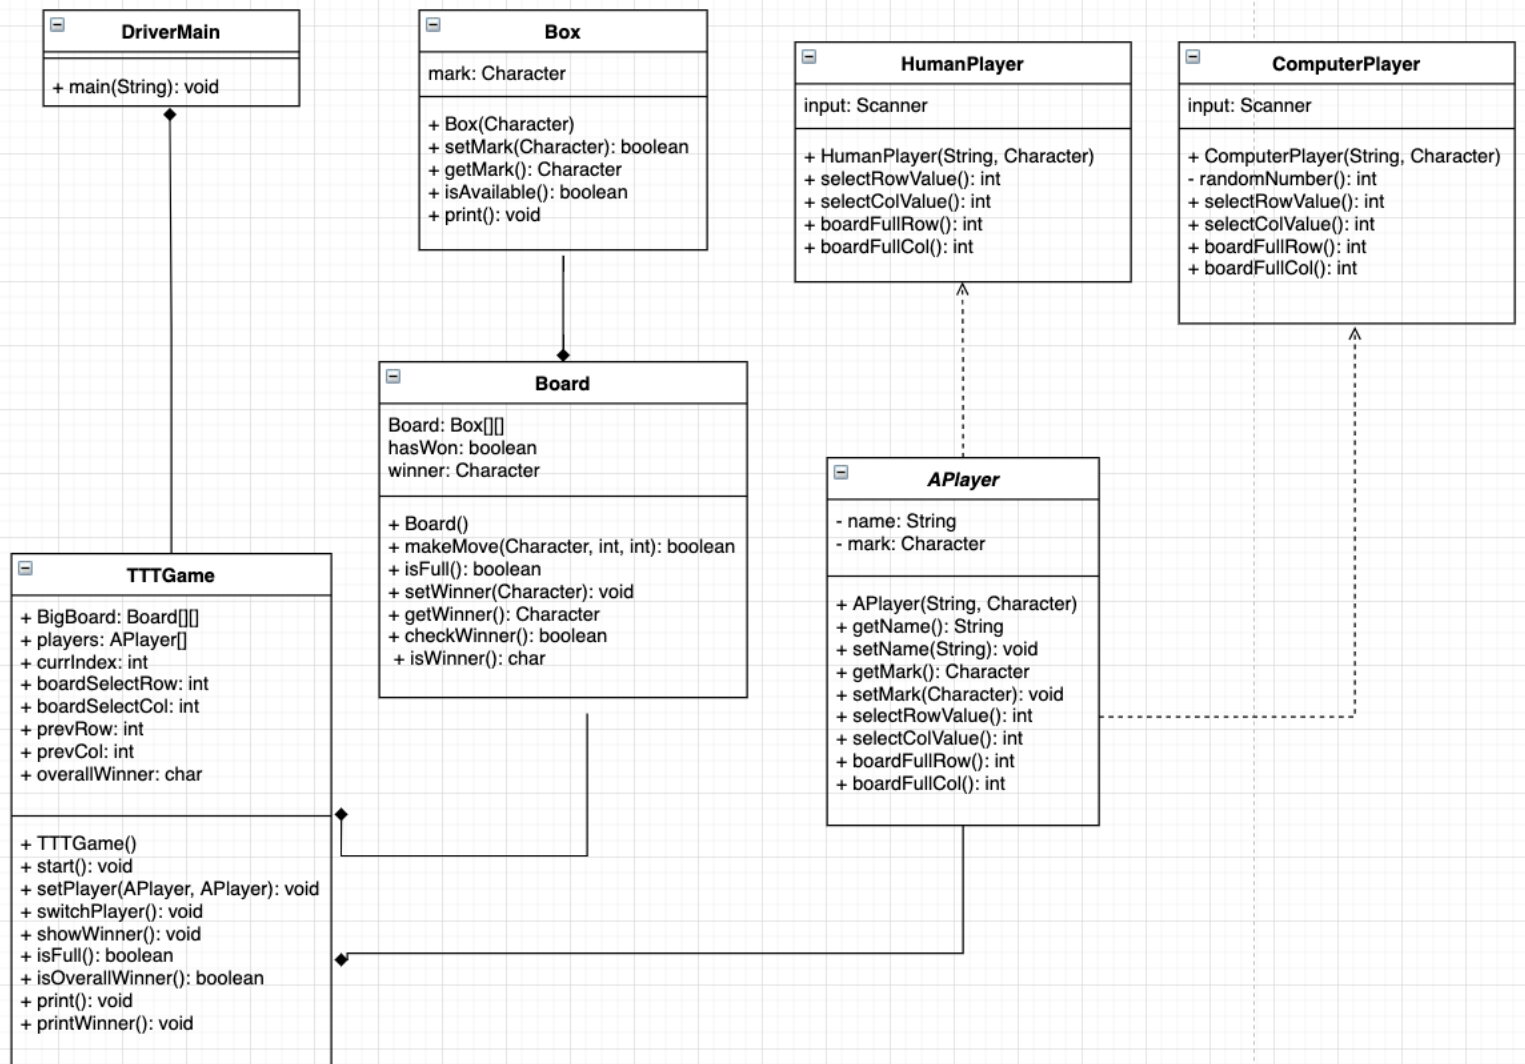 DriverMain
+ main(String): void
Box
mark: Character
+ Box(Character)
+ setMark(Character): boolean
+ getMark(): Character
+ isAvailable(): boolean
+ print(): void
HumanPlayer
input: Scanner
+ HumanPlayer(String, Character)
+ selectRowValue(): int
+ selectColValue(): int
+ boardFullRow(): int
+ boardFullCol(): int
ComputerPlayer
input: Scanner
+ ComputerPlayer(String, Character)
- randomNumber(): int
+ selectRowValue(): int
+ selectColValue(): int
+ boardFullRow(): int
+ boardFullCol(): int
Board
Board: Box[][]
hasWon: boolean
winner: Character
+ Board()
+ makeMove(Character, int, int): boolean
+ isFull(): boolean
+ setWinner(Character): void
+ getWinner(): Character
+ checkWinner(): boolean
+ isWinner(): char
APlayer
- name: String
- mark: Character
+ APlayer(String, Character)
+ getName(): String
+ setName(String): void
+ getMark(): Character
+ setMark(Character): void
+ selectRowValue(): int
+ selectColValue(): int
+ boardFullRow(): int
+ boardFullCol(): int
TTTGame
+ BigBoard: Board[][]
+ players: APlayer[]
+ currIndex: int
+ boardSelectRow: int
+ boardSelectCol: int
+ prevRow: int
+ prevCol: int
+ overallWinner: char
+ TTTGame()
+ start(): void
+ setPlayer(APlayer, APlayer): void
+ switchPlayer(): void
+ showWinner(): void
+ isFull(): boolean
+ isOverallWinner(): boolean
+ print(): void
+ printWinner(): void